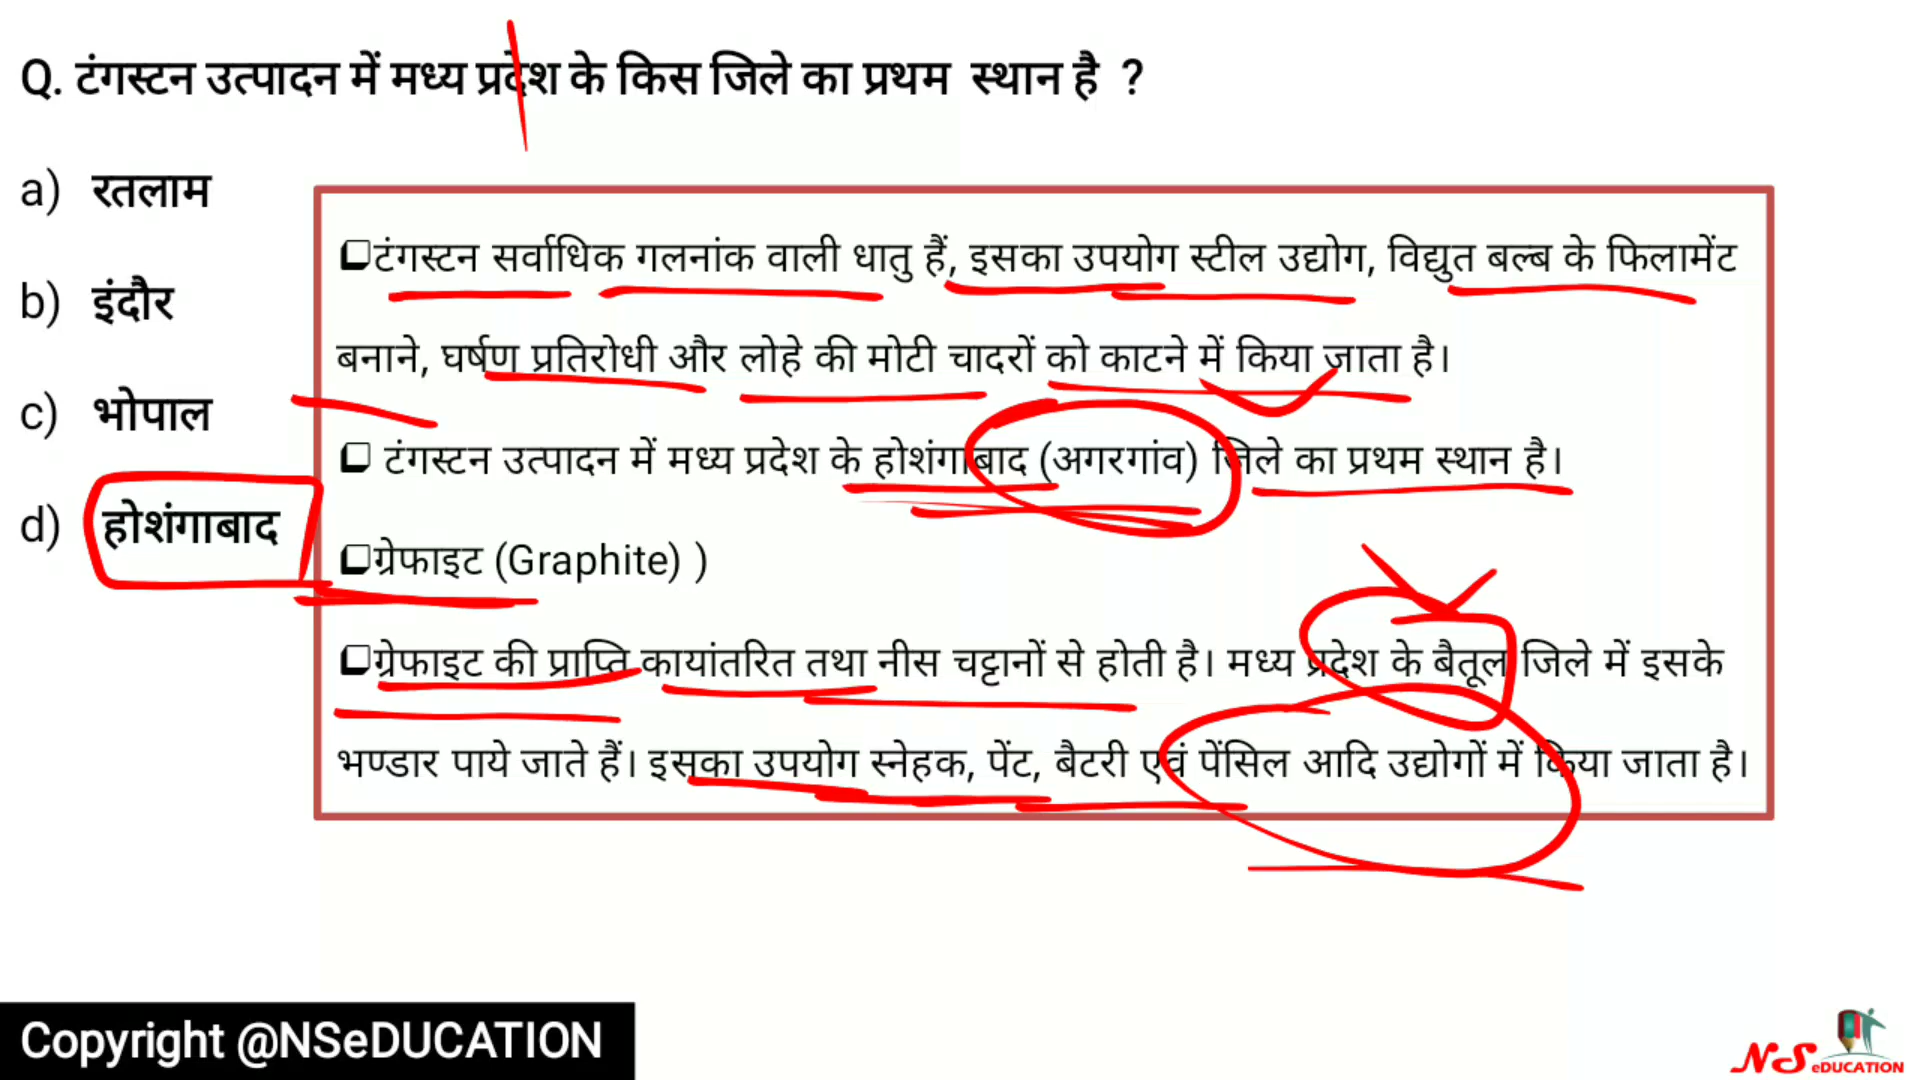 Q. टंगस्टन उत्पादन में मध्य प्रदेश के किस जिले का प्रथम स्थान है ?
a) रतलाम
b) इंदौर
c) भोपाल
d) होशंगाबाद
❑टंगस्टन सर्वाधिक गलनांक वाली धातु हैं, इसका उपयोग स्टील उद्योग, विद्युत बल्ब के फिलामेंट
बनाने, घर्षण प्रतिरोधी और लोहे की मोटी चादरों को काटने में किया जाता है।
❑ टंगस्टन उत्पादन में मध्य प्रदेश के होशंगाबाद (अगरगांव) जिले का प्रथम स्थान है।
❑ग्रेफाइट (Graphite) )
❑ग्रेफाइट की प्राप्ति कायांतरित तथा नीस चट्टानों से होती है। मध्य प्रदेश के बैतूल जिले में इसके
भण्डार पाये जाते हैं। इसका उपयोग स्नेहक, पेंट, बैटरी एवं पेंसिल आदि उद्योगों में किया जाता है।
Copyright @NSeDUCATION
NS eDUCATION